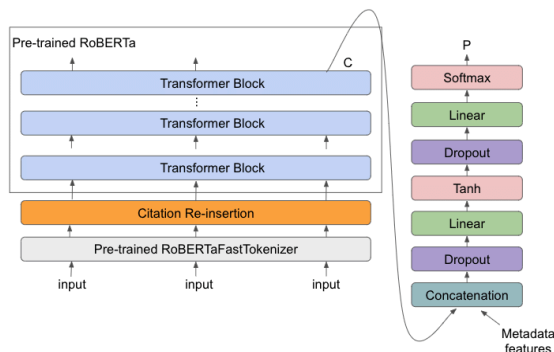 Pre-trained RoBERTa
C
Transformer Block
Transformer Block
Transformer Block
Citation Re-insertion
Pre-trained RoBERTaFastTokenizer
input
input
input
P
Softmax
Linear
Dropout
Tanh
Linear
Dropout
Concatenation
Metadata
features